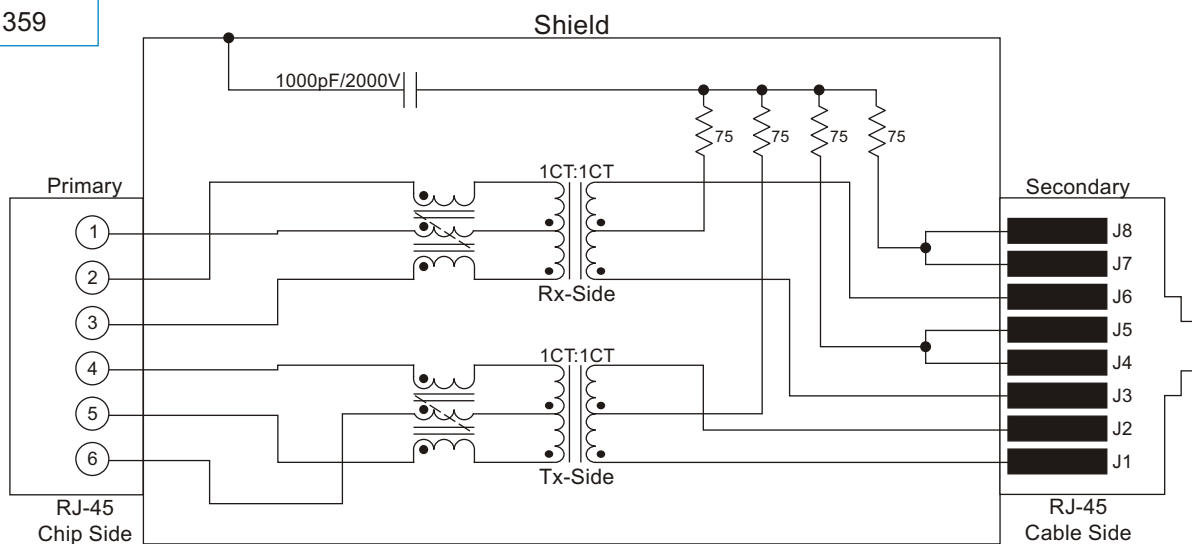 359
Shield
1000pF/2000V
75 75 75 75
1CT:1CT
Primary
Secondary
1
2
3
4
5
6
J8
J7
J6
J5
J4
J3
J2
J1
Rx-Side
1CT:1CT
Tx-Side
RJ-45
Chip Side
RJ-45
Cable Side